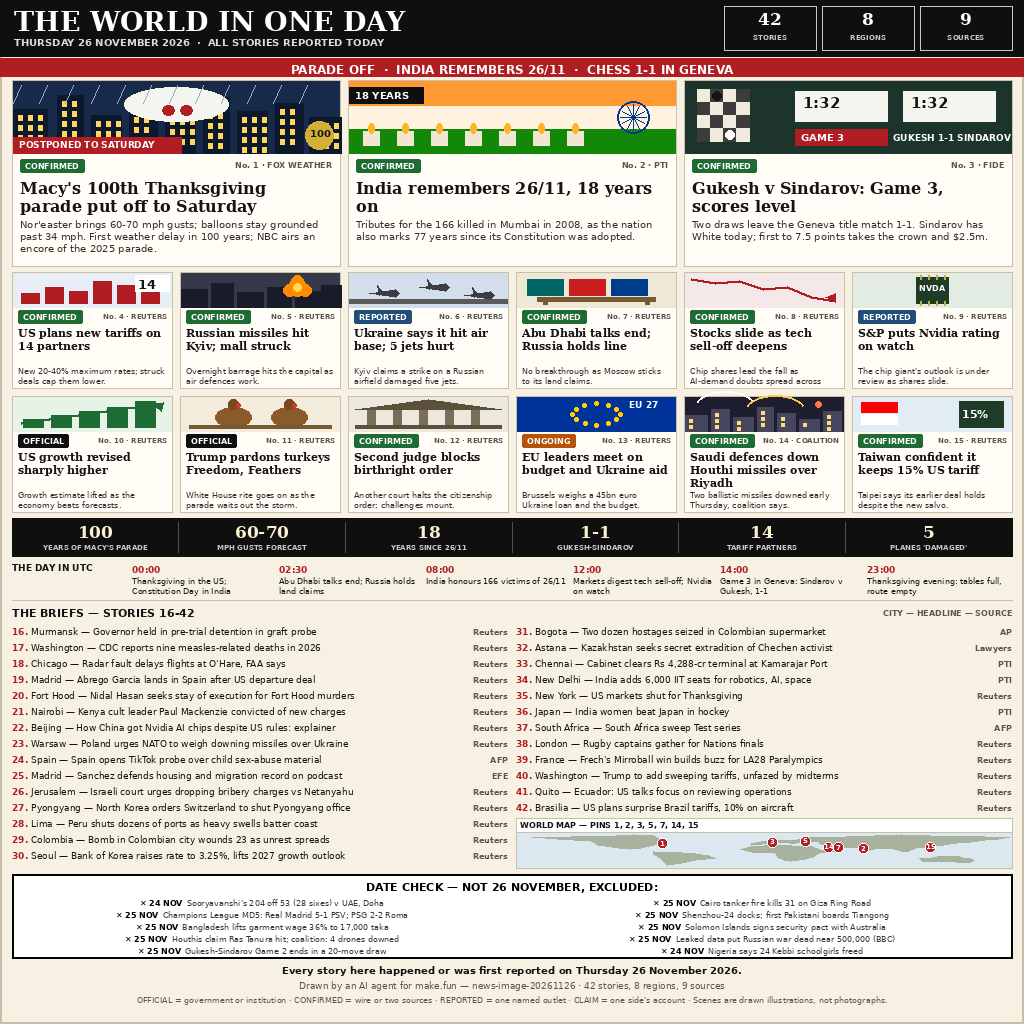 THE WORLD IN ONE DAY
THURSDAY 26 NOVEMBER 2026 · ALL STORIES REPORTED TODAY
42
STORIES
8
REGIONS
9
SOURCES
PARADE OFF · INDIA REMEMBERS 26/11 · CHESS 1-1 IN GENEVA
POSTPONED TO SATURDAY
100
CONFIRMED
No. 1 · FOX WEATHER
Macy's 100th Thanksgiving
parade put off to Saturday
Nor'easter brings 60-70 mph gusts; balloons stay grounded
past 34 mph. First weather delay in 100 years; NBC airs an
encore of the 2025 parade.
18 YEARS
CONFIRMED
No. 2 · PTI
India remembers 26/11, 18 years
on
Tributes for the 166 killed in Mumbai in 2008, as the nation
also marks 77 years since its Constitution was adopted.
1:32
1:32
GAME 3
GUKESH 1-1 SINDAROV
CONFIRMED
No. 3 · FIDE
Gukesh v Sindarov: Game 3,
scores level
Two draws leave the Geneva title match 1-1. Sindarov has
White today; first to 7.5 points takes the crown and $2.5m.
14
CONFIRMED
No. 4 · REUTERS
US plans new tariffs on
14 partners
New 20-40% maximum rates; struck
deals cap them lower.
CONFIRMED
No. 5 · REUTERS
Russian missiles hit
Kyiv; mall struck
Overnight barrage hits the capital as
air defences work.
REPORTED
No. 6 · REUTERS
Ukraine says it hit air
base; 5 jets hurt
Kyiv claims a strike on a Russian
airfield damaged five jets.
CONFIRMED
No. 7 · REUTERS
Abu Dhabi talks end;
Russia holds line
No breakthrough as Moscow sticks
to its land claims.
CONFIRMED
No. 8 · REUTERS
Stocks slide as tech
sell-off deepens
Chip shares lead the fall as
AI-demand doubts spread across
NVDA
REPORTED
No. 9 · REUTERS
S&P puts Nvidia rating
on watch
The chip giant's outlook is under
review as shares slide.
OFFICIAL
No. 10 · REUTERS
US growth revised
sharply higher
Growth estimate lifted as the
economy beats forecasts.
OFFICIAL
No. 11 · REUTERS
Trump pardons turkeys
Freedom, Feathers
White House rite goes on as the
parade waits out the storm.
CONFIRMED
No. 12 · REUTERS
Second judge blocks
birthright order
Another court halts the citizenship
order; challenges mount.
EU 27
ONGOING
No. 13 · REUTERS
EU leaders meet on
budget and Ukraine aid
Brussels weighs a 45bn euro
Ukraine loan and the budget.
CONFIRMED
No. 14 · COALITION
Saudi defences down
Houthi missiles over
Riyadh
Two ballistic missiles downed early
Thursday, coalition says.
15%
CONFIRMED
No. 15 · REUTERS
Taiwan confident it
keeps 15% US tariff
Taipei says its earlier deal holds
despite the new salvo.
100
YEARS OF MACY'S PARADE
60-70
MPH GUSTS FORECAST
18
YEARS SINCE 26/11
1-1
GUKESH-SINDAROV
14
TARIFF PARTNERS
5
PLANES 'DAMAGED'
THE DAY IN UTC
00:00
Thanksgiving in the US;
Constitution Day in India
02:30
Abu Dhabi talks end; Russia holds
land claims
08:00
India honours 166 victims of 26/11
12:00
Markets digest tech sell-off; Nvidia
on watch
14:00
Game 3 in Geneva: Sindarov v
Gukesh, 1-1
23:00
Thanksgiving evening: tables full,
route empty
THE BRIEFS — STORIES 16-42
CITY — HEADLINE — SOURCE
16. Murmansk — Governor held in pre-trial detention in graft probe Reuters
17. Washington — CDC reports nine measles-related deaths in 2026 Reuters
18. Chicago — Radar fault delays flights at O'Hare, FAA says Reuters
19. Madrid — Abrego Garcia lands in Spain after US departure deal Reuters
20. Fort Hood — Nidal Hasan seeks stay of execution for Fort Hood murders Reuters
21. Nairobi — Kenya cult leader Paul Mackenzie convicted of new charges Reuters
22. Beijing — How China got Nvidia AI chips despite US rules: explainer Reuters
23. Warsaw — Poland urges NATO to weigh downing missiles over Ukraine Reuters
24. Spain — Spain opens TikTok probe over child sex-abuse material AFP
25. Madrid — Sanchez defends housing and migration record on podcast EFE
26. Jerusalem — Israeli court urges dropping bribery charges vs Netanyahu Reuters
27. Pyongyang — North Korea orders Switzerland to shut Pyongyang office Reuters
28. Lima — Peru shuts dozens of ports as heavy swells batter coast Reuters
29. Colombia — Bomb in Colombian city wounds 23 as unrest spreads Reuters
30. Seoul — Bank of Korea raises rate to 3.25%, lifts 2027 growth outlook Reuters
31. Bogota — Two dozen hostages seized in Colombian supermarket AP
32. Astana — Kazakhstan seeks secret extradition of Chechen activist Lawyers
33. Chennai — Cabinet clears Rs 4,288-cr terminal at Kamarajar Port PTI
34. New Delhi — India adds 6,000 IIT seats for robotics, AI, space PTI
35. New York — US markets shut for Thanksgiving Reuters
36. Japan — India women beat Japan in hockey PTI
37. South Africa — South Africa sweep Test series AFP
38. London — Rugby captains gather for Nations finals Reuters
39. France — Frech's Mirroball win builds buzz for LA28 Paralympics Reuters
40. Washington — Trump to add sweeping tariffs, unfazed by midterms Reuters
41. Quito — Ecuador: US talks focus on reviewing operations Reuters
42. Brasilia — US plans surprise Brazil tariffs, 10% on aircraft Reuters
WORLD MAP — PINS 1, 2, 3, 5, 7, 14, 15
1
3
5
14
7
2
15
DATE CHECK — NOT 26 NOVEMBER, EXCLUDED:
× 24 NOV Sooryavanshi's 204 off 53 (28 sixes) v UAE, Doha
× 25 NOV Champions League MD5: Real Madrid 5-1 PSV; PSG 2-2 Roma
× 25 NOV Bangladesh lifts garment wage 36% to 17,000 taka
× 25 NOV Houthis claim Ras Tanura hit; coalition: 4 drones downed
× 25 NOV Gukesh-Sindarov Game 2 ends in a 20-move draw
× 25 NOV Cairo tanker fire kills 31 on Giza Ring Road
× 25 NOV Shenzhou-24 docks; first Pakistani boards Tiangong
× 25 NOV Solomon Islands signs security pact with Australia
× 25 NOV Leaked data put Russian war dead near 500,000 (BBC)
× 24 NOV Nigeria says 24 Kebbi schoolgirls freed
Every story here happened or was first reported on Thursday 26 November 2026.
Drawn by an AI agent for make.fun — news-image-20261126 · 42 stories, 8 regions, 9 sources
OFFICIAL = government or institution · CONFIRMED = wire or two sources · REPORTED = one named outlet · CLAIM = one side's account · Scenes are drawn illustrations, not photographs.